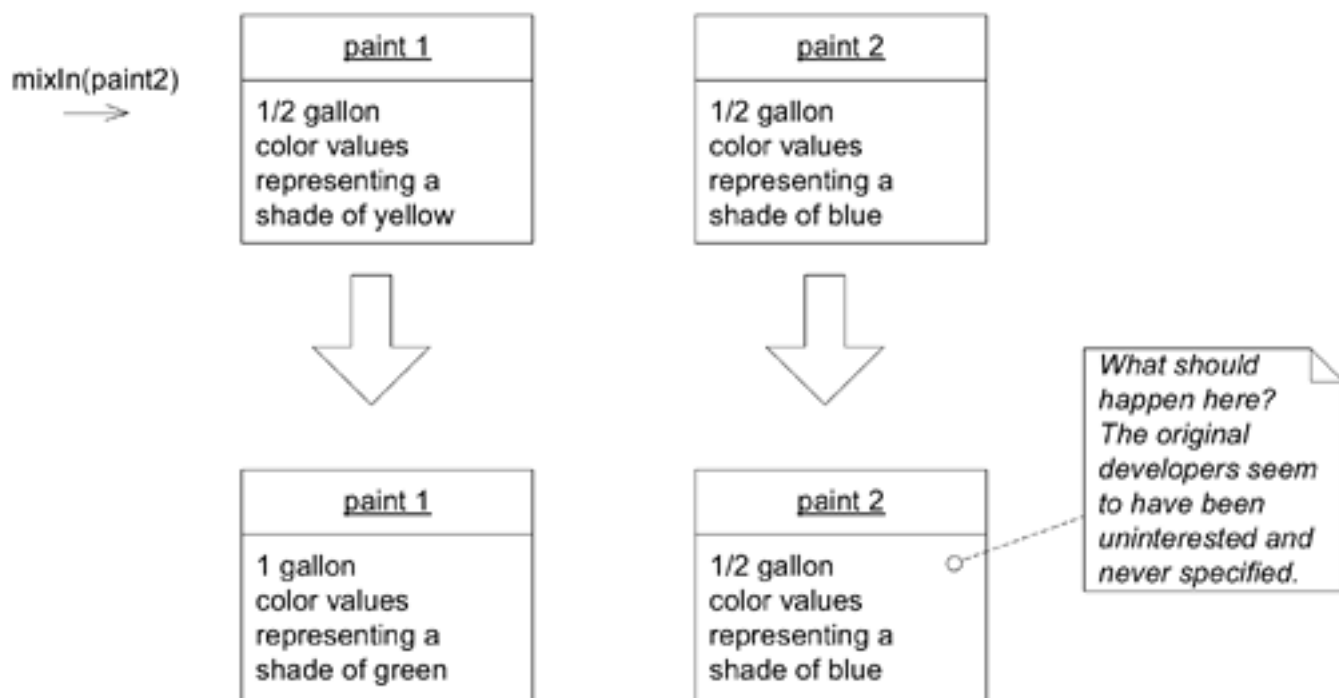 mixIn(paint2)
paint 1
1/2 gallon
color values
representing a
shade of yellow
paint 2
1/2 gallon
color values
representing a
shade of blue
What should
happen here?
The original
developers seem
to have been
uninterested and
never specified.
paint 1
1 gallon
color values
representing a
shade of green
paint 2
1/2 gallon
color values
representing a
shade of blue